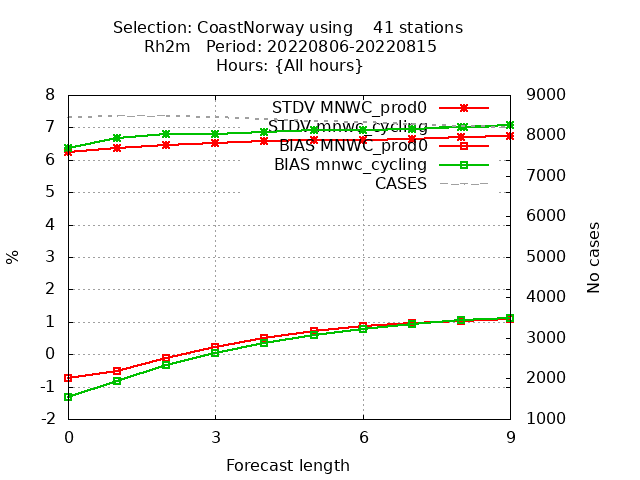 Selection: CoastNorway using    41 stations
Rh2m   Period: 20220806-20220815
Hours: {All hours}
STDV MNWC_prod0
STDV mnwc_cycling
BIAS MNWC_prod0
BIAS mnwc_cycling
CASES
8
7
6
5
4
3
2
1
0
-1
-2
%
9000
8000
7000
6000
5000
4000
3000
2000
1000
No cases
0
3
6
9
Forecast length